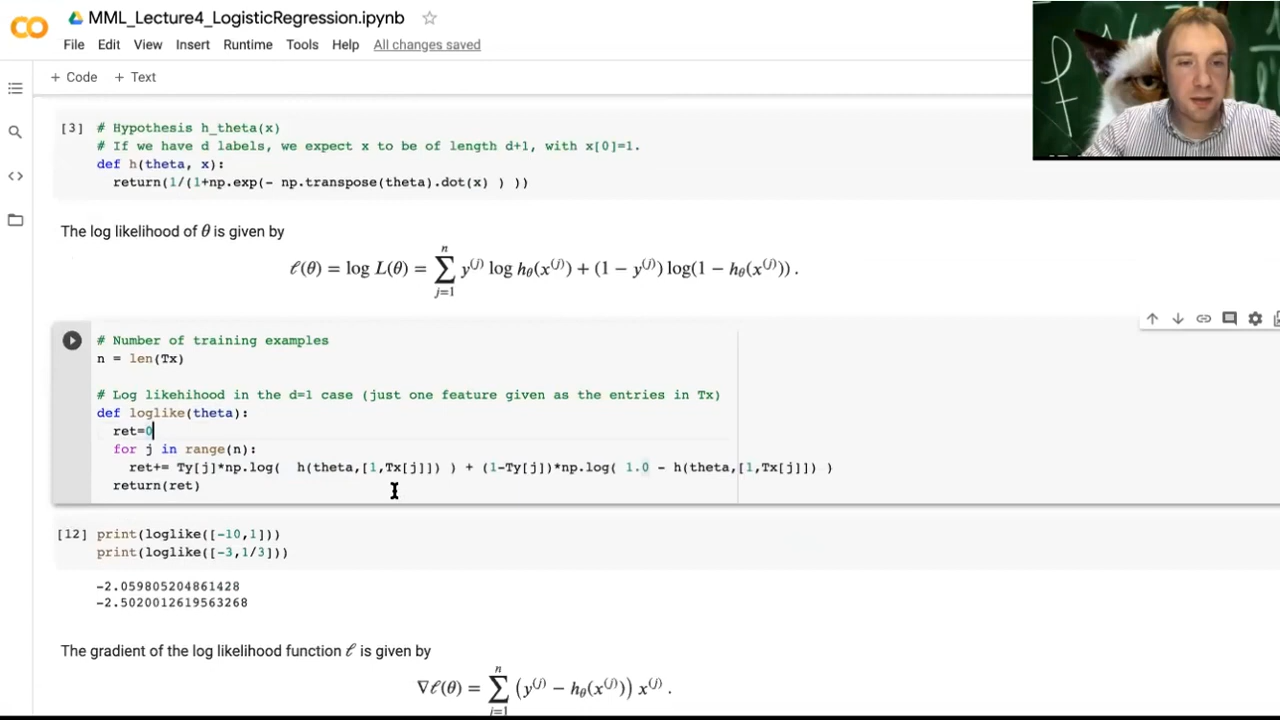 MML_Lecture4_LogisticRegression.ipynb
File Edit View Insert Runtime Tools Help All changes saved
+ Code + Text
[3] # Hypothesis h_theta(x)
# If we have d labels, we expect x to be of length d+1, with x[0]=1.
def h(theta, x):
return(1/(1+np.exp(- np.transpose(theta).dot(x) ) ))
The log likelihood of θ is given by
ℓ(θ) = log L(θ) = ∑_{j=1}^{n} y^{(j)} log h_θ(x^{(j)}) + (1 − y^{(j)}) log(1 − h_θ(x^{(j)})) .
# Number of training examples
n = len(Tx)
# Log likehihood in the d=1 case (just one feature given as the entries in Tx)
def loglike(theta):
ret=0
for j in range(n):
ret+= Ty[j]*np.log( h(theta,[1,Tx[j]]) ) + (1-Ty[j])*np.log( 1.0 - h(theta,[1,Tx[j]]) )
return(ret)
[12] print(loglike([-10,1]))
print(loglike([-3,1/3]))
-2.059805204861428
-2.5020012619563268
The gradient of the log likelihood function ℓ is given by
∇ℓ(θ) = ∑_{j=1}^{n} (y^{(j)} − h_θ(x^{(j)})) x^{(j)} .